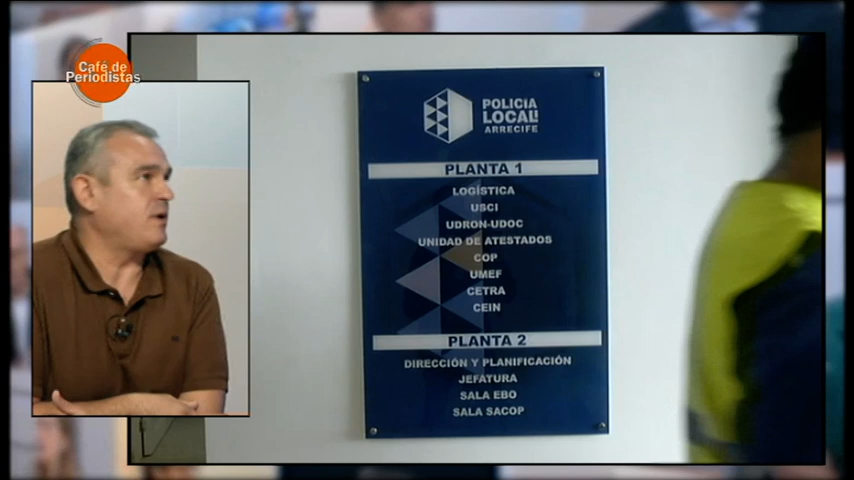 Café de
Periodistas
POLICÍA
LOCAL
ARRECIFE
PLANTA 1
LOGÍSTICA
USCI
UDRON-UDOC
UNIDAD DE ATESTADOS
COP
UMEF
CETRA
CEIN
PLANTA 2
DIRECCIÓN Y PLANIFICACIÓN
JEFATURA
SALA EBO
SALA SACOP